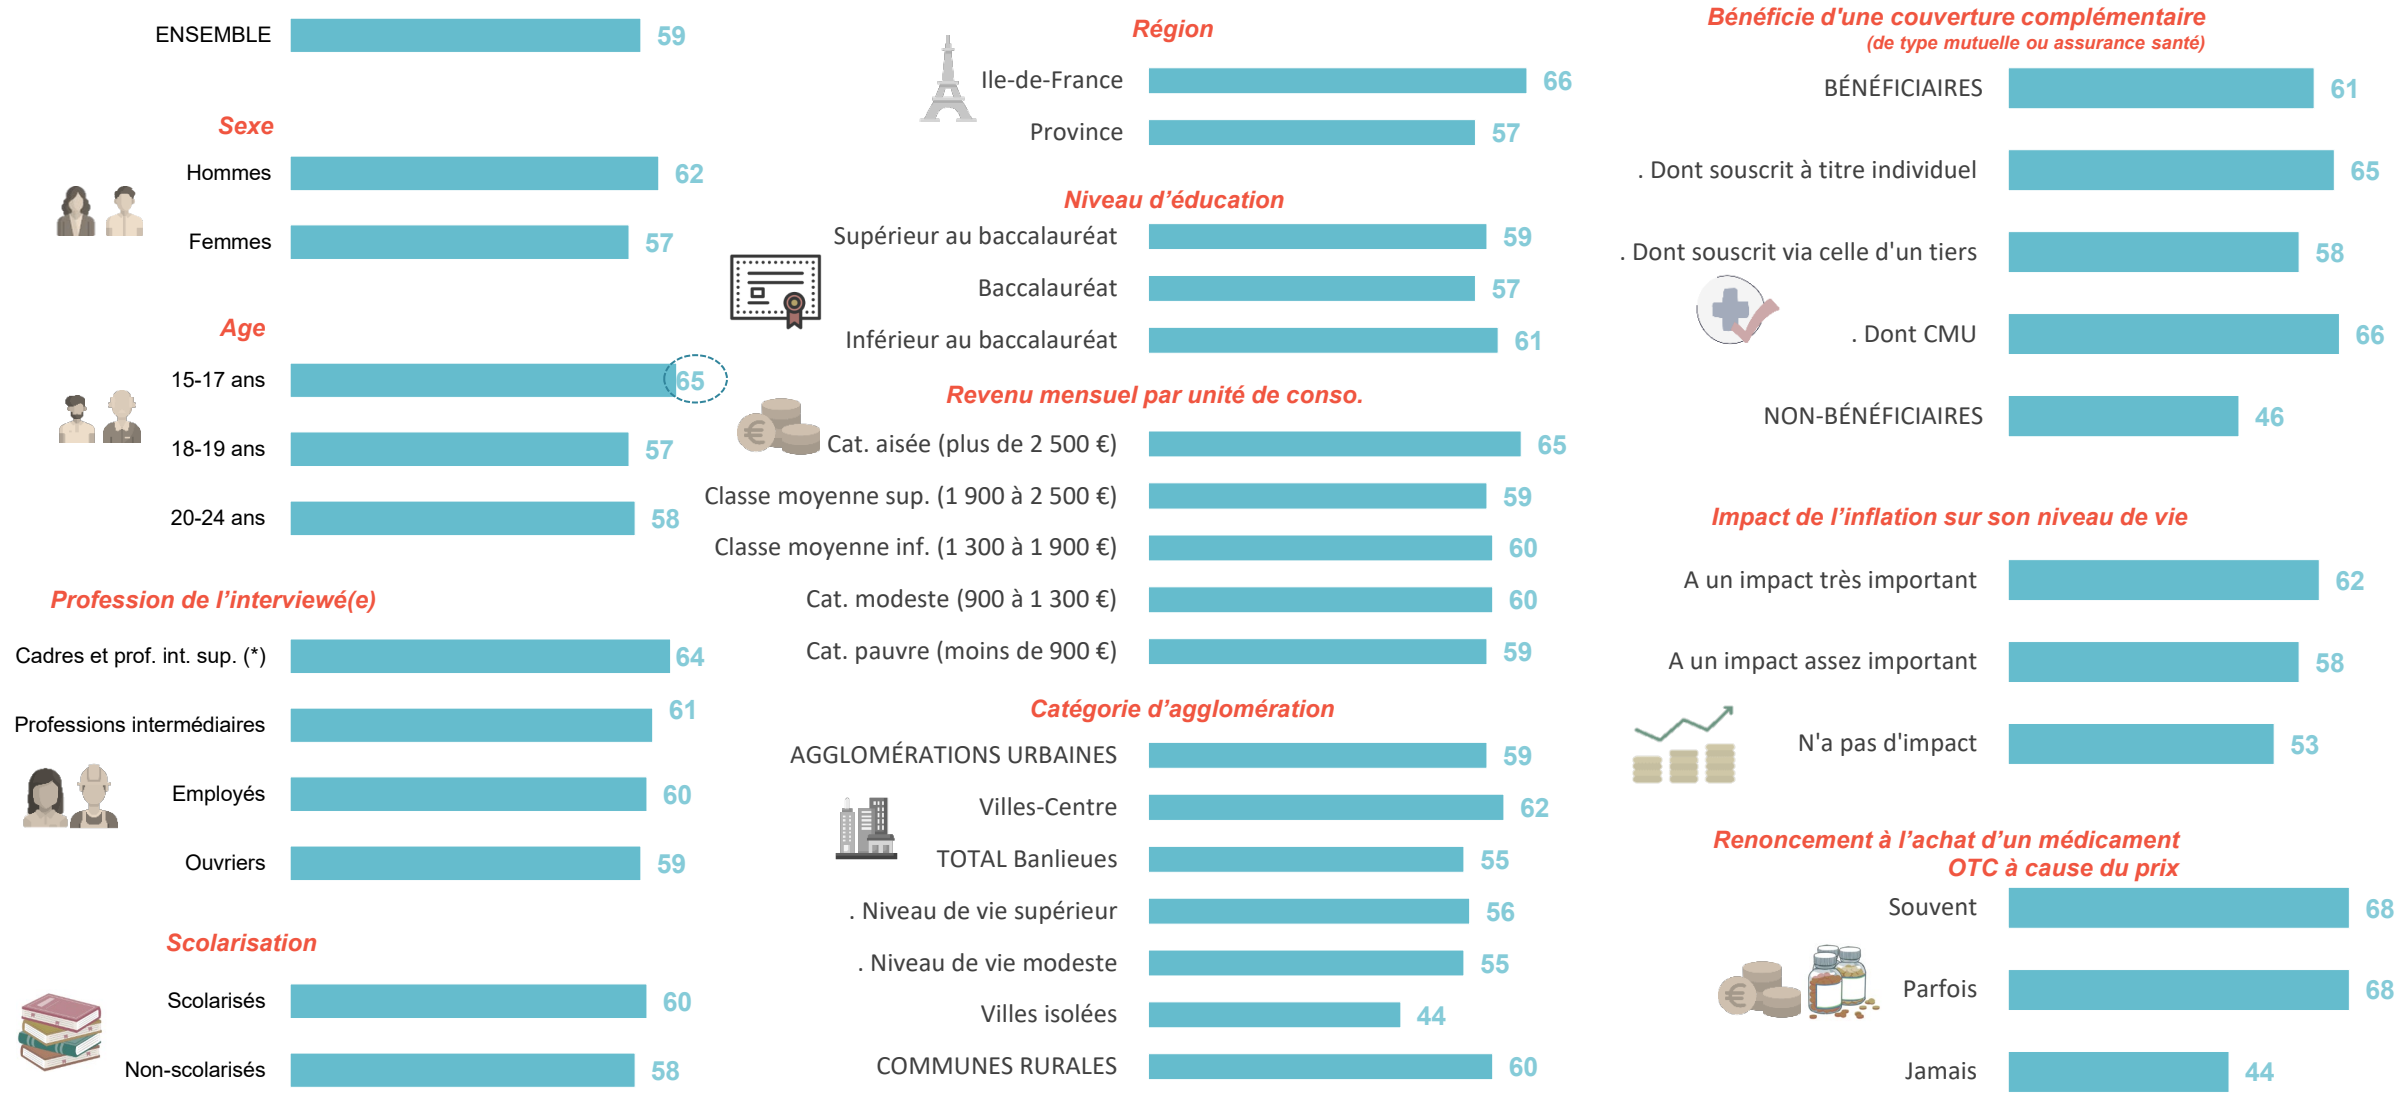 ENSEMBLE 59
Sexe
Hommes 62
Femmes 57
Age
15-17 ans 65
18-19 ans 57
20-24 ans 58
Profession de l’interviewé(e)
Cadres et prof. int. sup. (*) 64
Professions intermédiaires 61
Employés 60
Ouvriers 59
Scolarisation
Scolarisés 60
Non-scolarisés 58
Région
Ile-de-France 66
Province 57
Niveau d’éducation
Supérieur au baccalauréat 59
Baccalauréat 57
Inférieur au baccalauréat 61
Revenu mensuel par unité de conso.
Cat. aisée (plus de 2 500 €) 65
Classe moyenne sup. (1 900 à 2 500 €) 59
Classe moyenne inf. (1 300 à 1 900 €) 60
Cat. modeste (900 à 1 300 €) 60
Cat. pauvre (moins de 900 €) 59
Catégorie d’agglomération
AGGLOMÉRATIONS URBAINES 59
Villes-Centre 62
TOTAL Banlieues 55
. Niveau de vie supérieur 56
. Niveau de vie modeste 55
Villes isolées 44
COMMUNES RURALES 60
Bénéficie d'une couverture complémentaire
(de type mutuelle ou assurance santé)
BÉNÉFICIAIRES 61
. Dont souscrit à titre individuel 65
. Dont souscrit via celle d'un tiers 58
. Dont CMU 66
NON-BÉNÉFICIAIRES 46
Impact de l’inflation sur son niveau de vie
A un impact très important 62
A un impact assez important 58
N'a pas d'impact 53
Renoncement à l’achat d’un médicament
OTC à cause du prix
Souvent 68
Parfois 68
Jamais 44